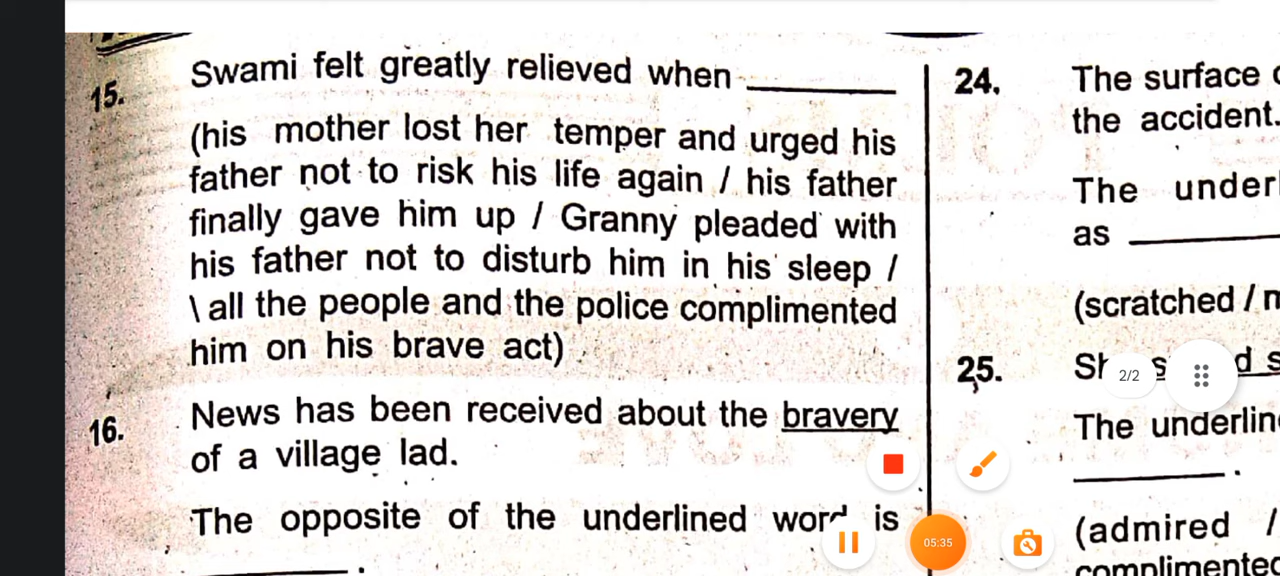 15. Swami felt greatly relieved when
(his mother lost her temper and urged his
father not to risk his life again / his father
finally gave him up / Granny pleaded with
his father not to disturb him in his sleep /
\ all the people and the police complimented
him on his brave act)
16. News has been received about the bravery
of a village lad.
The opposite of the underlined word is
.
24. The surface
the accident.
The
as
(scratched /
25.
The
.
(admired /
2/2
05:35